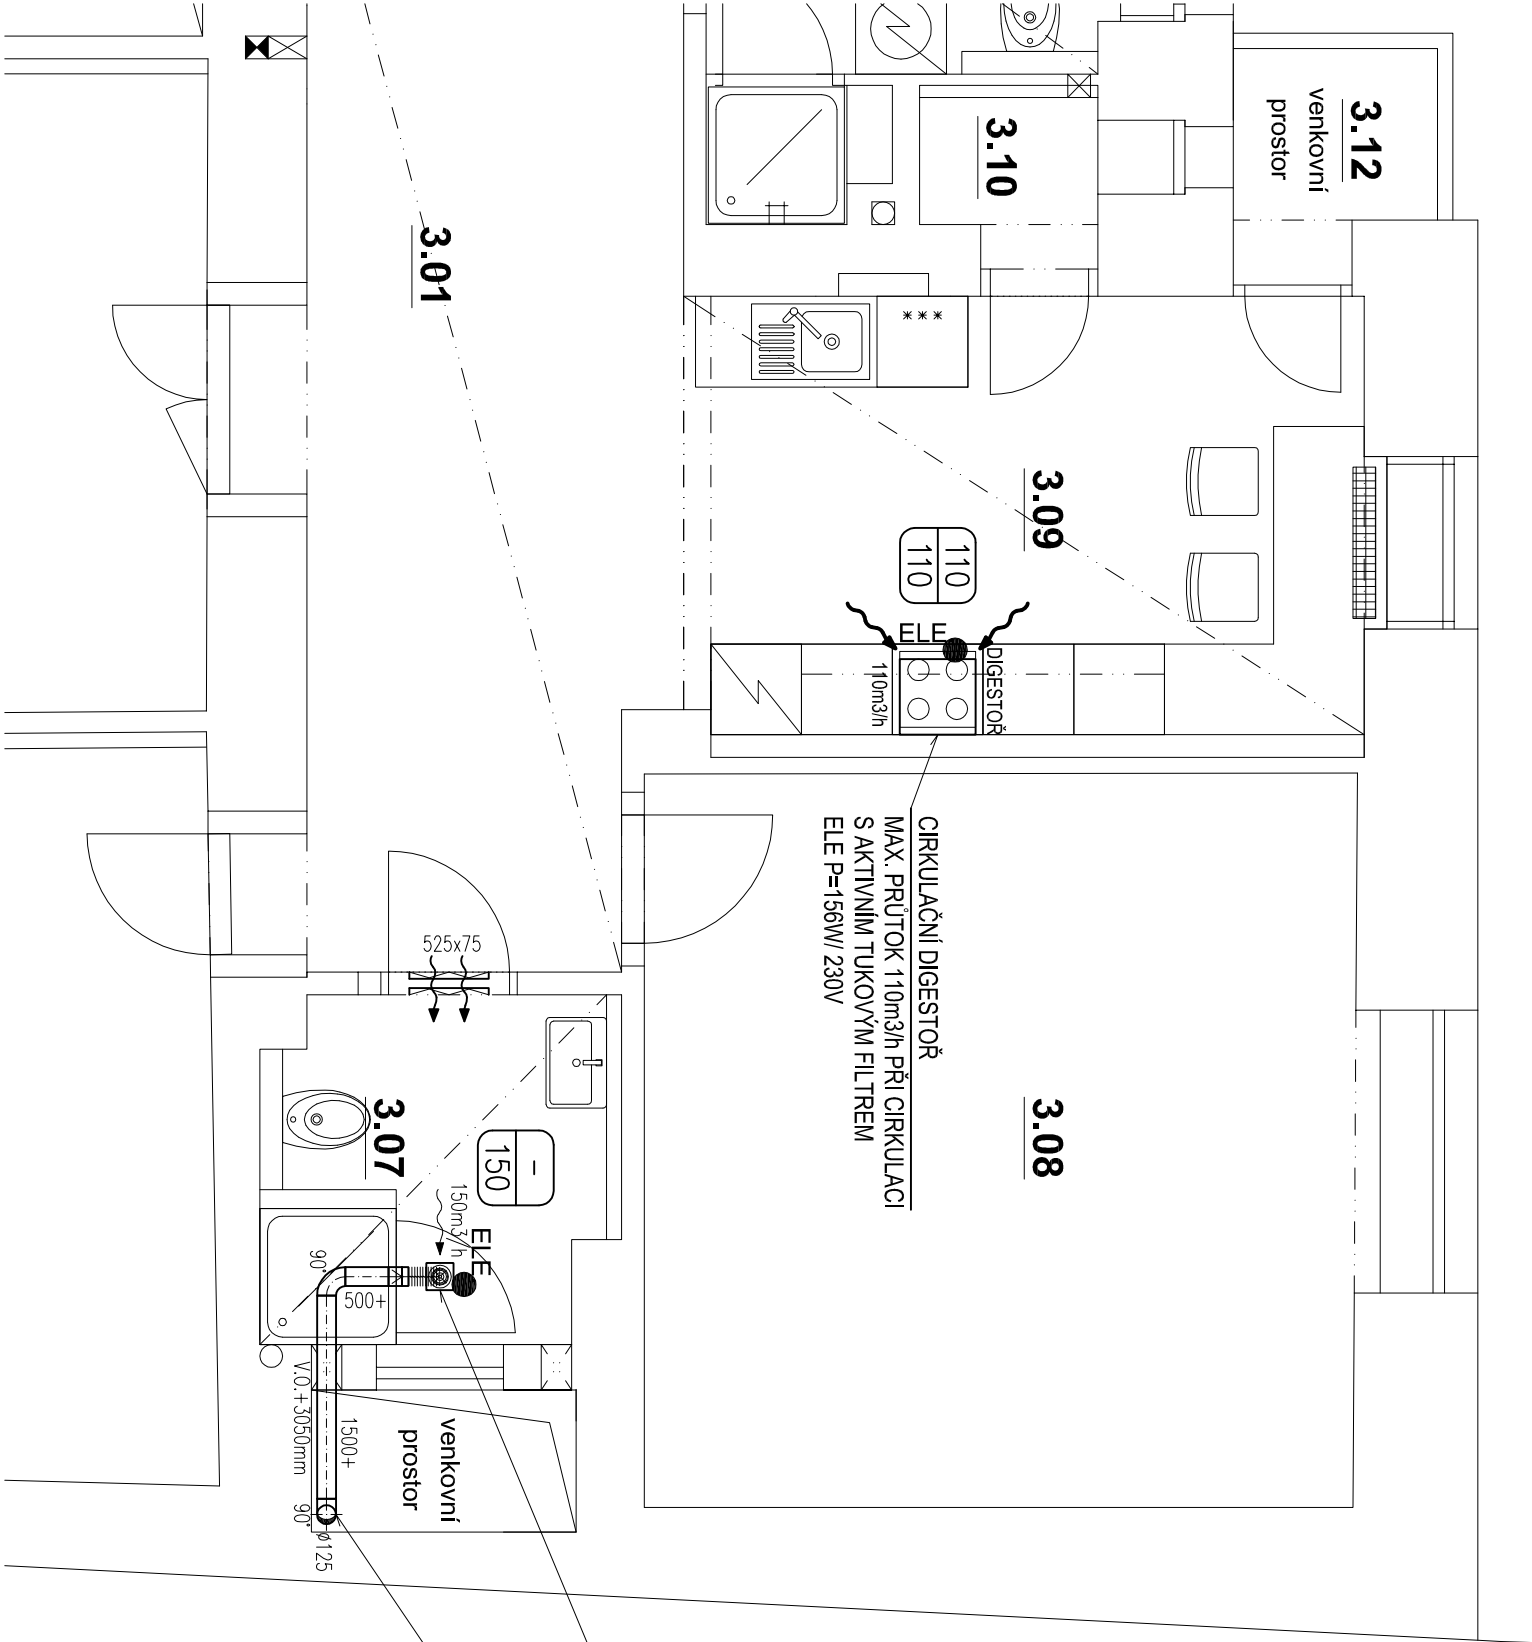 3.12
venkovní
prostor
3.10
3.01
3.09
110
110
ELE
DIGESTOŘ
110m3/h
CIRKULAČNÍ DIGESTOŘ
MAX. PRŮTOK 110m3/h PŘI CIRKULACI
S AKTIVNÍM TUKOVÝM FILTREM
ELE P=156W/ 230V
525x75
3.08
3.07
-
150
150m3/h
ELE
90°
500+
V.O.+3050mm
1500+
90°
ø125
venkovní
prostor